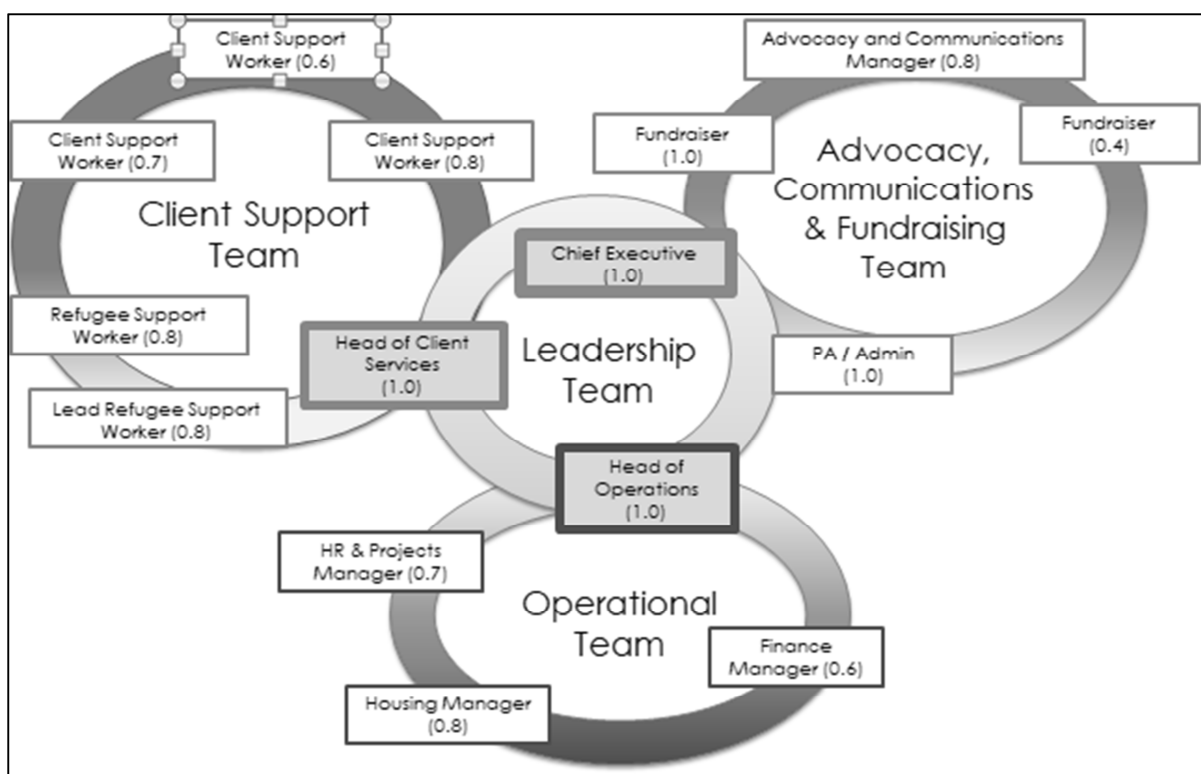 Client Support
Worker (0.6)
Client Support
Worker (0.7)
Client Support
Worker (0.8)
Client Support
Team
Refugee Support
Worker (0.8)
Lead Refugee Support
Worker (0.8)
Head of Client
Services
(1.0)
Advocacy and Communications
Manager (0.8)
Fundraiser
(1.0)
Fundraiser
(0.4)
Advocacy,
Communications
& Fundraising
Team
PA / Admin
(1.0)
Chief Executive
(1.0)
Leadership
Team
Head of
Operations
(1.0)
HR & Projects
Manager (0.7)
Operational
Team
Finance
Manager (0.6)
Housing Manager
(0.8)